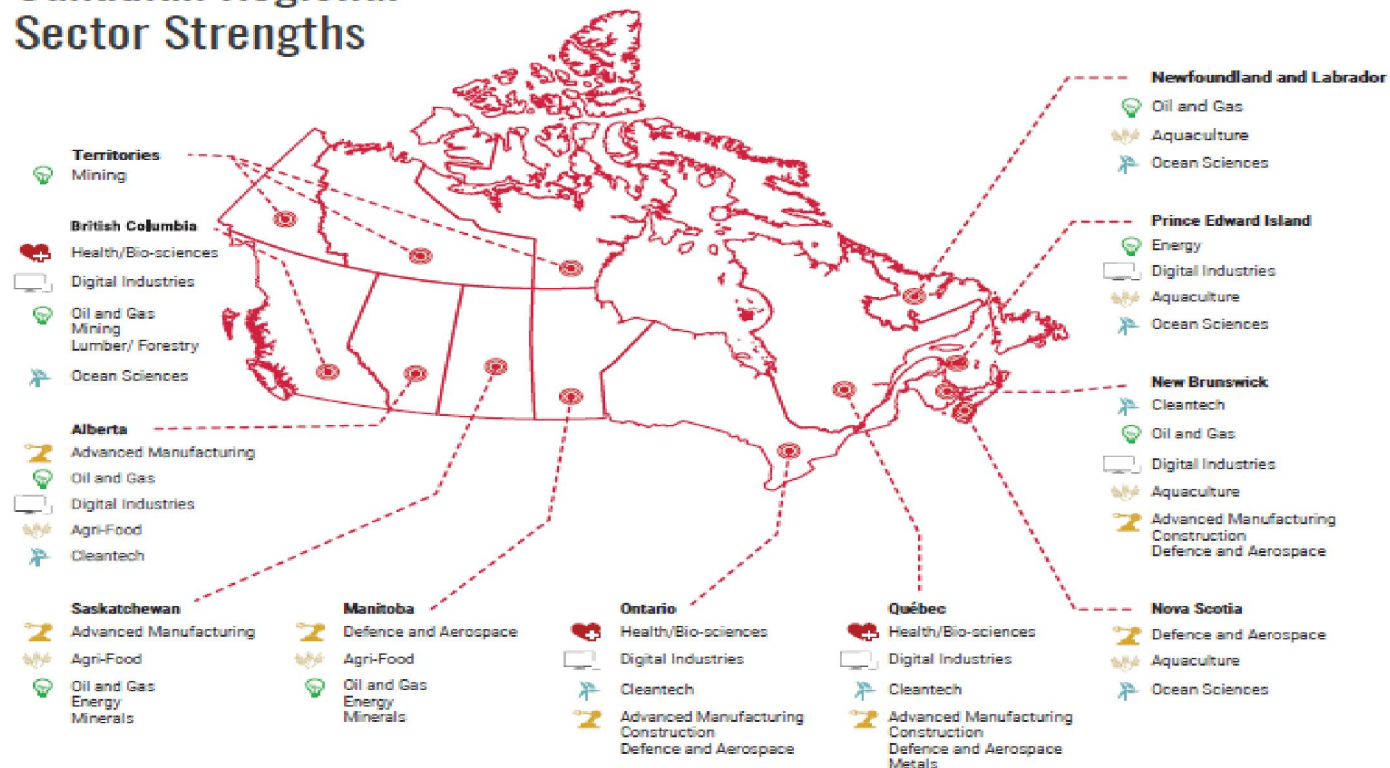 Canadian Regional
Sector Strengths
Territories
Mining
British Columbia
Health/Bio-sciences
Digital Industries
Oil and Gas
Mining
Lumber/ Forestry
Ocean Sciences
Alberta
Advanced Manufacturing
Oil and Gas
Digital Industries
Agri-Food
Cleantech
Saskatchewan
Advanced Manufacturing
Agri-Food
Oil and Gas
Energy
Minerals
Manitoba
Defence and Aerospace
Agri-Food
Oil and Gas
Energy
Minerals
Ontario
Health/Bio-sciences
Digital Industries
Cleantech
Advanced Manufacturing
Construction
Defence and Aerospace
Québec
Health/Bio-sciences
Digital Industries
Cleantech
Advanced Manufacturing
Construction
Defence and Aerospace
Metals
Newfoundland and Labrador
Oil and Gas
Aquaculture
Ocean Sciences
Prince Edward Island
Energy
Digital Industries
Aquaculture
Ocean Sciences
New Brunswick
Cleantech
Oil and Gas
Digital Industries
Aquaculture
Advanced Manufacturing
Construction
Defence and Aerospace
Nova Scotia
Defence and Aerospace
Aquaculture
Ocean Sciences